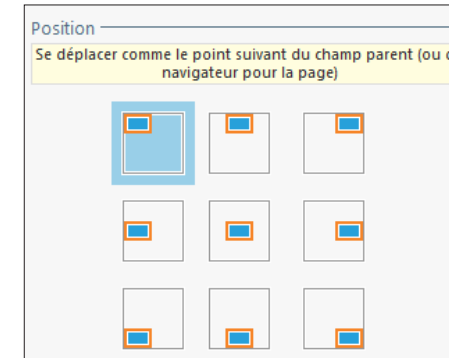 Position
Se déplacer comme le point suivant du champ parent (ou
navigateur pour la page)